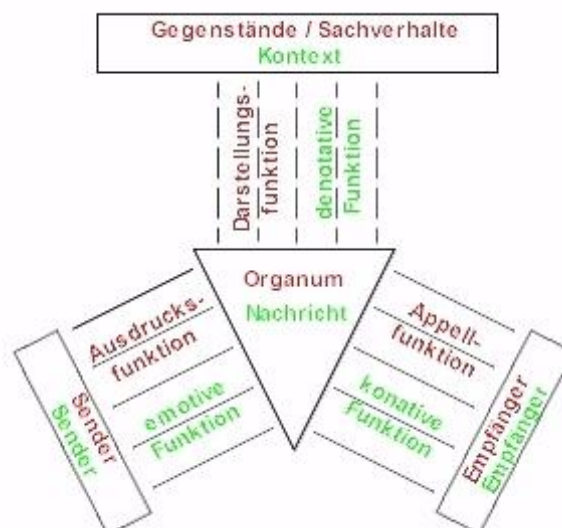 Gegenstände / Sachverhalte
Kontext
Darstellungs-
funktion
denotative
Funktion
Organum
Nachricht
Ausdrucks-
funktion
emotive
Funktion
Appell-
funktion
konative
Funktion
Sender
Sender
Empfänger
Empfänger